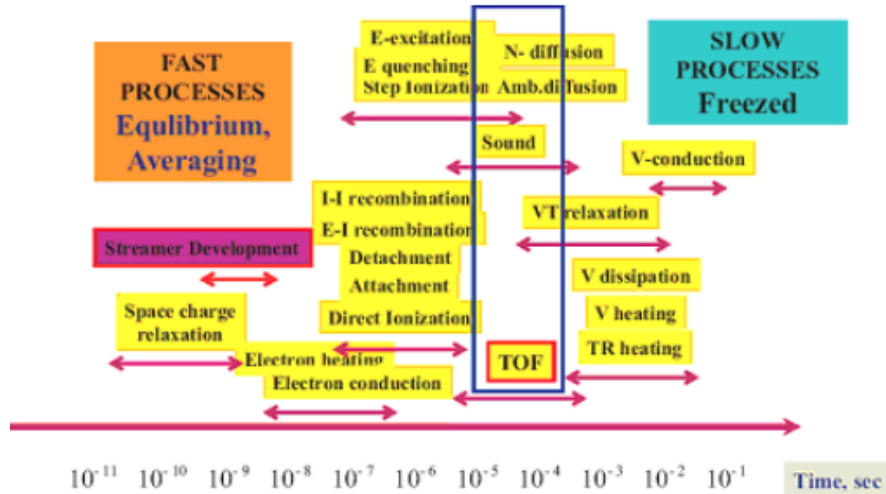 FAST
PROCESSES
Equlibrium,
Averaging
E-excitation
E quenching
Step Ionization
N- diffusion
Amb.diffusion
SLOW
PROCESSES
Freezed
Sound
V-conduction
I-I recombination
E-I recombination
Detachment
Attachment
Direct Ionization
VT relaxation
Streamer Development
V dissipation
V heating
TR heating
Space charge
relaxation
Electron heating
Electron conduction
TOF
10-11 10-10 10-9 10-8 10-7 10-6 10-5 10-4 10-3 10-2 10-1 Time, sec